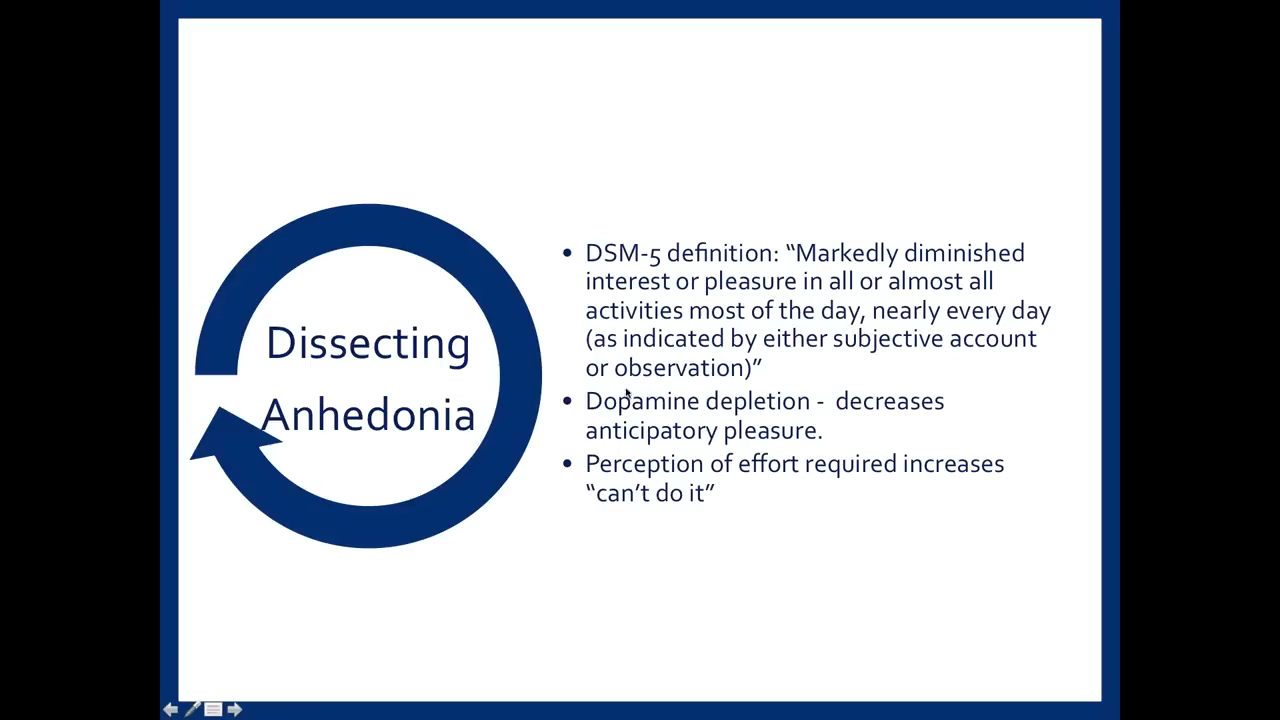 Dissecting
Anhedonia
• DSM-5 definition: “Markedly diminished
interest or pleasure in all or almost all
activities most of the day, nearly every day
(as indicated by either subjective account
or observation)”
• Dopamine depletion -  decreases
anticipatory pleasure.
• Perception of effort required increases
“can’t do it”